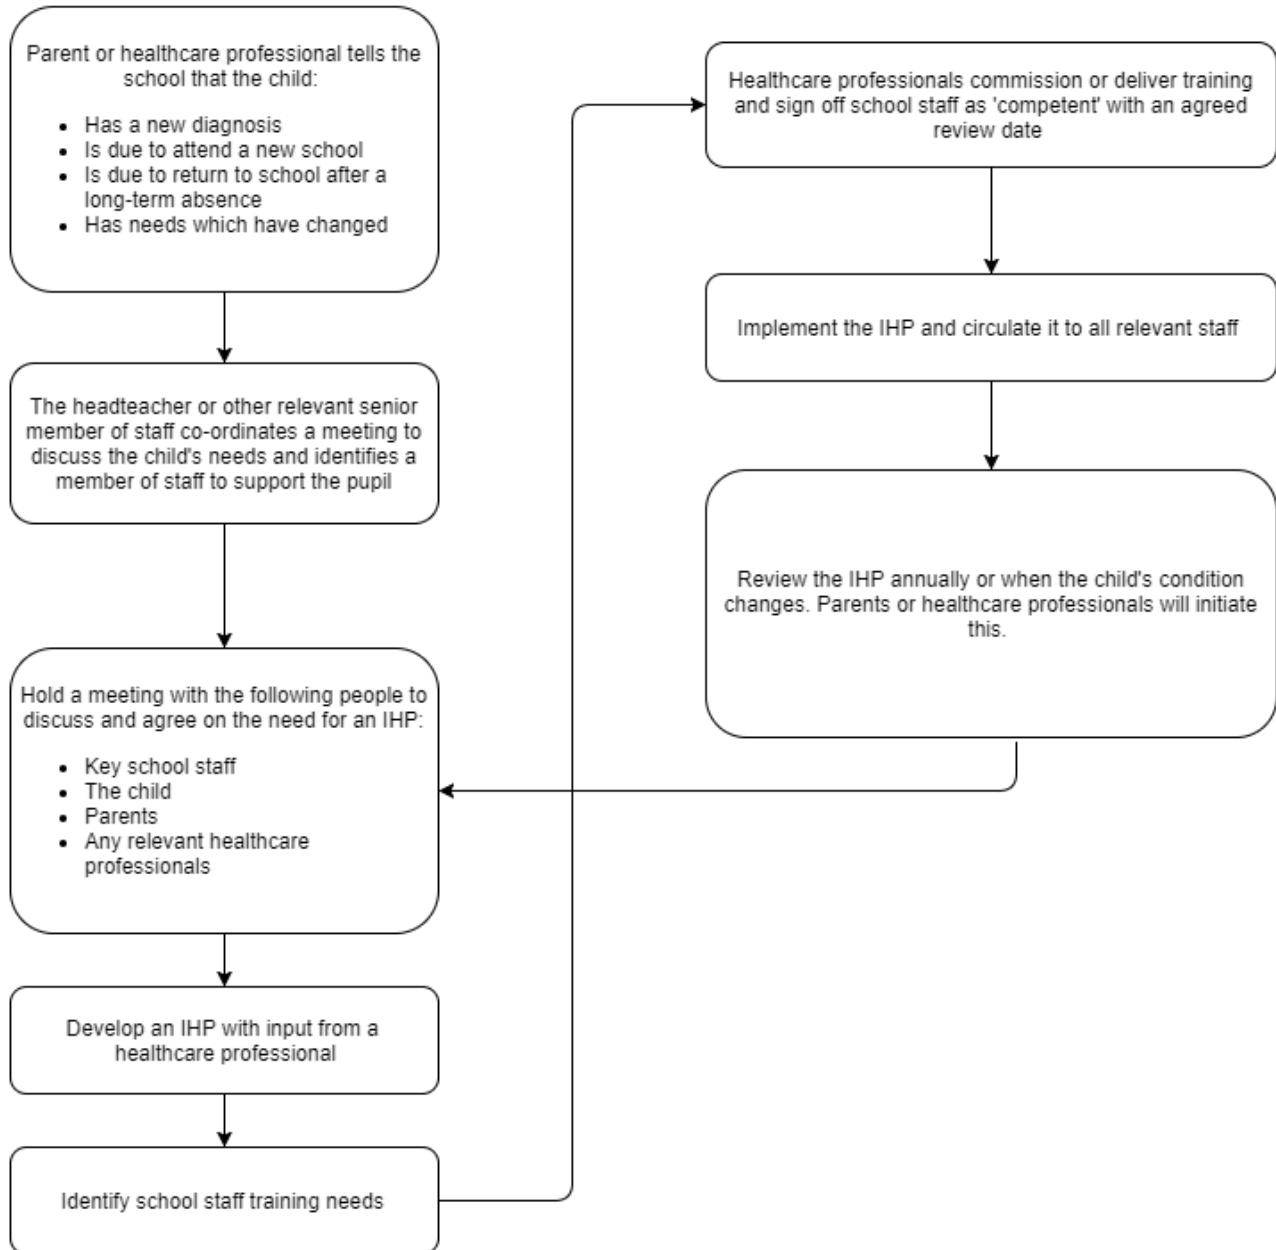 Parent or healthcare professional tells the
school that the child:
• Has a new diagnosis
• Is due to attend a new school
• Is due to return to school after a
long-term absence
• Has needs which have changed
The headteacher or other relevant senior
member of staff co-ordinates a meeting to
discuss the child's needs and identifies a
member of staff to support the pupil
Hold a meeting with the following people to
discuss and agree on the need for an IHP:
• Key school staff
• The child
• Parents
• Any relevant healthcare
professionals
Develop an IHP with input from a
healthcare professional
Identify school staff training needs
Healthcare professionals commission or deliver training
and sign off school staff as 'competent' with an agreed
review date
Implement the IHP and circulate it to all relevant staff
Review the IHP annually or when the child's condition
changes. Parents or healthcare professionals will initiate
this.